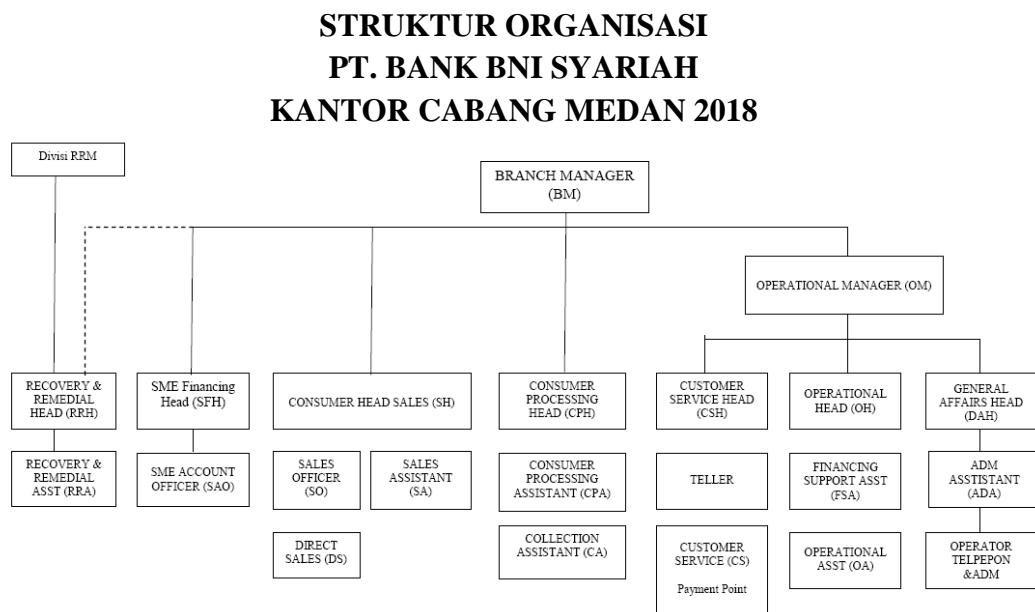 STRUKTUR ORGANISASI
PT. BANK BNI SYARIAH
KANTOR CABANG MEDAN 2018
Divisi RRM
BRANCH MANAGER
(BM)
OPERATIONAL MANAGER (OM)
RECOVERY &
REMEDIAL
HEAD (RRH)
SME Financing
Head (SFH)
CONSUMER HEAD SALES (SH)
CONSUMER
PROCESSING
HEAD (CPH)
CUSTOMER
SERVICE HEAD
(CSH)
OPERATIONAL
HEAD (OH)
GENERAL
AFFAIRS HEAD
(DAH)
RECOVERY &
REMEDIAL
ASST (RRA)
SME ACCOUNT
OFFICER (SAO)
SALES
OFFICER
(SO)
SALES
ASSISTANT
(SA)
CONSUMER
PROCESSING
ASSISTANT (CPA)
TELLER
FINANCING
SUPPORT ASST
(FSA)
ADM
ASSTISTANT
(ADA)
DIRECT
SALES (DS)
COLLECTION
ASSISTANT (CA)
CUSTOMER
SERVICE (CS)
Payment Point
OPERATIONAL
ASST (OA)
OPERATOR
TELPEPON
&ADM